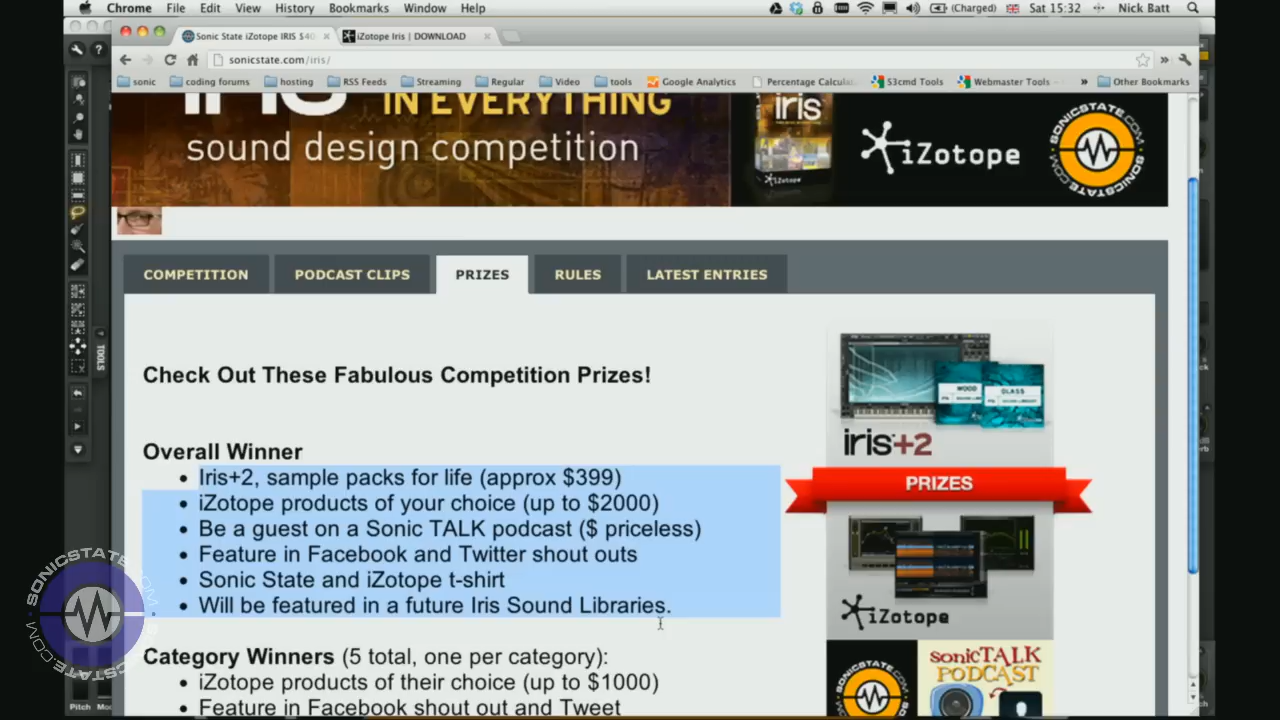 Chrome File Edit View History Bookmarks Window Help (Charged) Sat 15:32 Nick Batt
Sonic State iZotope IRIS $40 iZotope Iris | DOWNLOAD
sonicstate.com/iris/
sonic coding forums hosting RSS Feeds Streaming Regular Video tools Google Analytics Percentage Calcula S3cmd Tools Webmaster Tools » Other Bookmarks
iris IN EVERYTHING
sound design competition
iris
iZotope
iZotope
SONICSTATE.COM
COMPETITION PODCAST CLIPS PRIZES RULES LATEST ENTRIES
TOOLS
Check Out These Fabulous Competition Prizes!
Overall Winner
• Iris+2, sample packs for life (approx $399)
• iZotope products of your choice (up to $2000)
• Be a guest on a Sonic TALK podcast ($ priceless)
• Feature in Facebook and Twitter shout outs
• Sonic State and iZotope t-shirt
• Will be featured in a future Iris Sound Libraries.
Category Winners (5 total, one per category):
• iZotope products of their choice (up to $1000)
• Feature in Facebook shout out and Tweet
WOOD
GLASS
iris+2
PRIZES
iZotope
SONICSTATE
sonicTALK
PODCAST
SONICSTATE.COM
Pitch